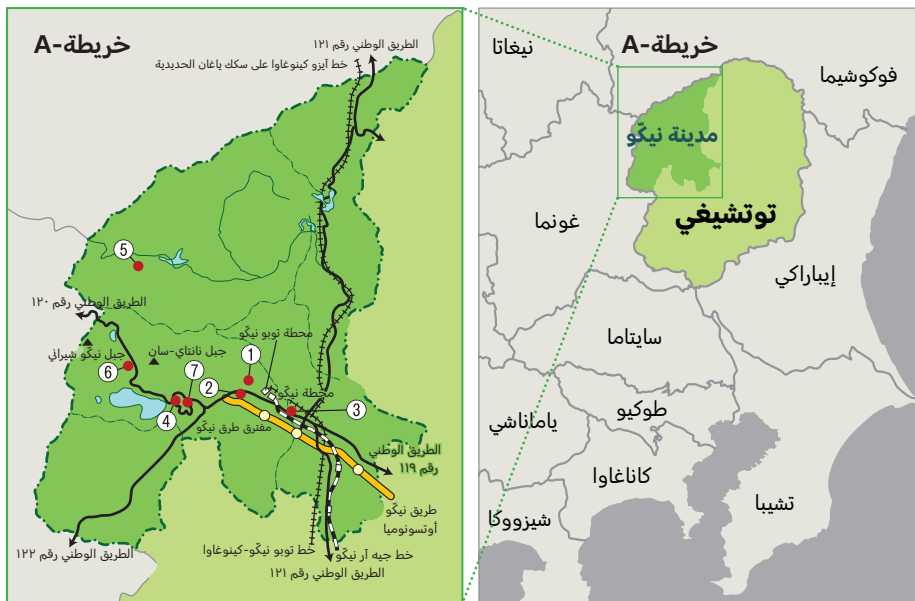 خريطة-A
الطريق الوطني رقم ١٢١
خط آيزو كينوغاوا على سكك ياغان الحديدية
5
الطريق الوطني رقم ١٢٠
جبل نيكّو شيراني
جبل نانتاي-سان
محطة توبو نيكّو
1
6
7
2
محطة نيكّو
3
4
مفترق طرق نيكّو
الطريق الوطني
رقم ١١٩
طريق نيكّو
أوتسونوميا
الطريق الوطني رقم ١٢٢
خط توبو نيكّو-كينوغاوا
خط جيه آر نيكّو
الطريق الوطني رقم ١٢١
خريطة-A
نيغاتا
فوكوشيما
مدينة نيكّو
توتشيغي
غونما
إيباراكي
سايتاما
طوكيو
ياماناشي
كاناغاوا
تشيبا
شيزووكا